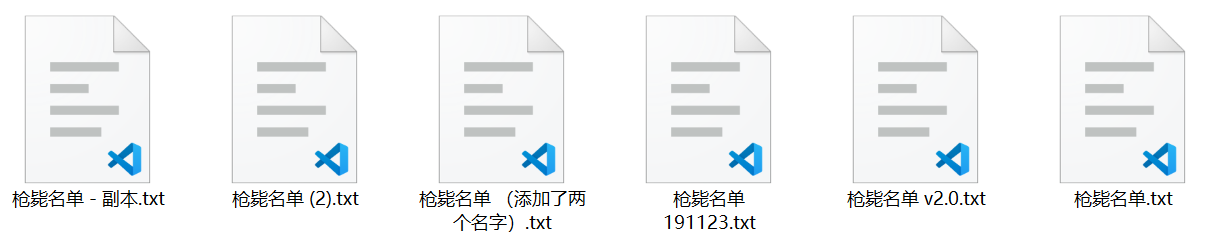 枪毙名单 - 副本.txt
枪毙名单 (2).txt
枪毙名单 （添加了两
个名字）.txt
枪毙名单
191123.txt
枪毙名单 v2.0.txt
枪毙名单.txt